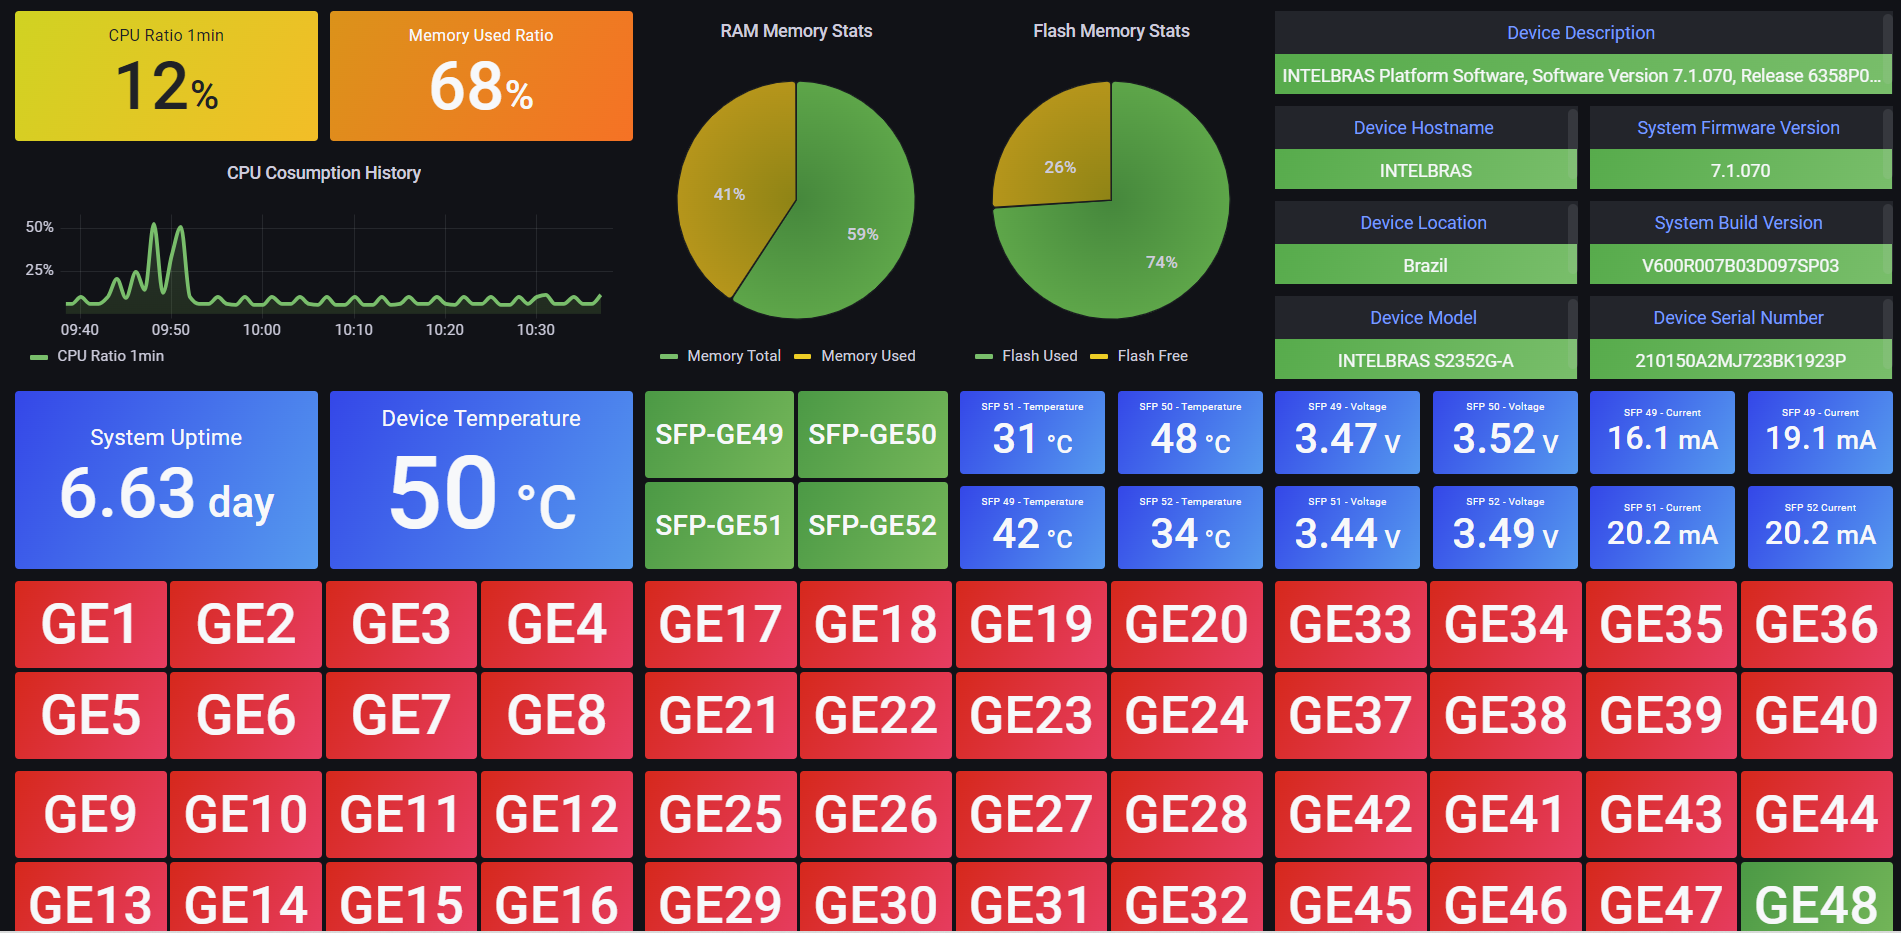 CPU Ratio 1min
12%
Memory Used Ratio
68%
CPU Cosumption History
50%
25%
09:40 09:50 10:00 10:10 10:20 10:30
CPU Ratio 1min
RAM Memory Stats
41%
59%
Memory Total Memory Used
Flash Memory Stats
26%
74%
Flash Used Flash Free
Device Description
INTELBRAS Platform Software, Software Version 7.1.070, Release 6358P0...
Device Hostname
INTELBRAS
System Firmware Version
7.1.070
Device Location
Brazil
System Build Version
V600R007B03D097SP03
Device Model
INTELBRAS S2352G-A
Device Serial Number
210150A2MJ723BK1923P
System Uptime
6.63 day
Device Temperature
50 °C
SFP-GE49 SFP-GE50
SFP-GE51 SFP-GE52
SFP 51 - Temperature
31 °C
SFP 50 - Temperature
48 °C
SFP 49 - Voltage
3.47 V
SFP 50 - Voltage
3.52 V
SFP 49 - Current
16.1 mA
SFP 49 - Current
19.1 mA
SFP 49 - Temperature
42 °C
SFP 52 - Temperature
34 °C
SFP 51 - Voltage
3.44 V
SFP 52 - Voltage
3.49 V
SFP 51 - Current
20.2 mA
SFP 52 Current
20.2 mA
GE1 GE2 GE3 GE4 GE17 GE18 GE19 GE20 GE33 GE34 GE35 GE36
GE5 GE6 GE7 GE8 GE21 GE22 GE23 GE24 GE37 GE38 GE39 GE40
GE9 GE10 GE11 GE12 GE25 GE26 GE27 GE28 GE42 GE41 GE43 GE44
GE13 GE14 GE15 GE16 GE29 GE30 GE31 GE32 GE45 GE46 GE47 GE48